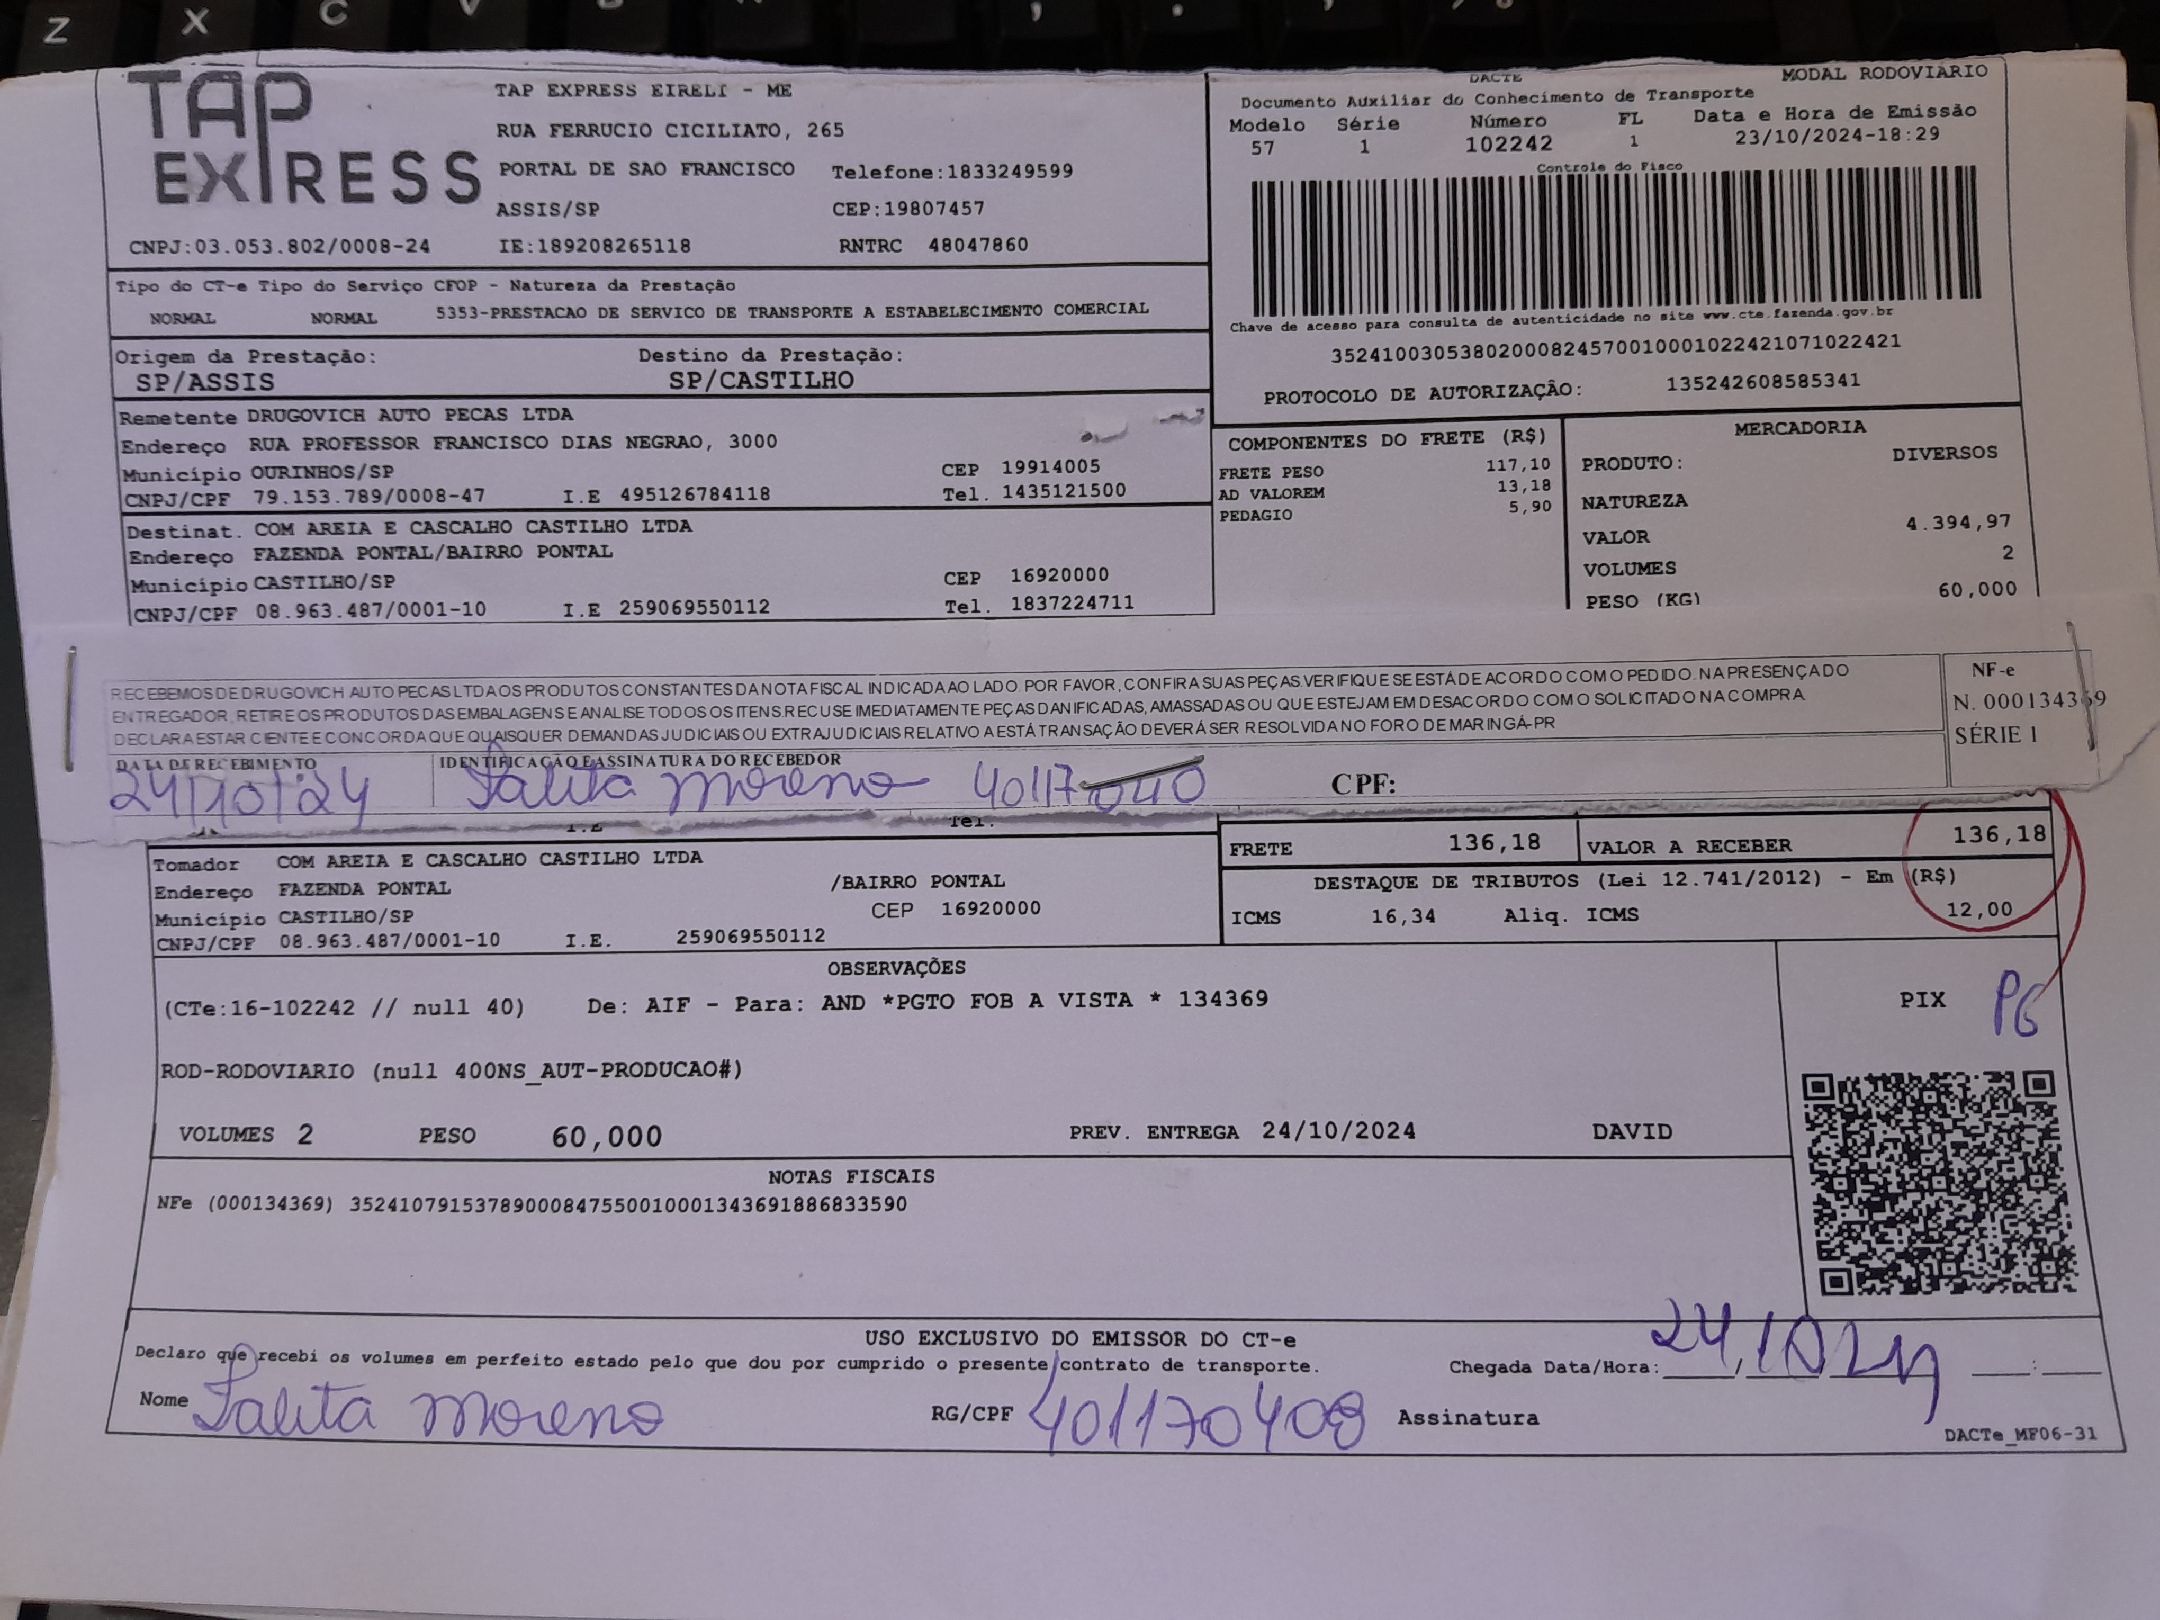 Z X C
TAP EXPRESS
TAP EXPRESS EIRELI - ME
RUA FERRUCIO CICILIATO, 265
PORTAL DE SAO FRANCISCO Telefone:1833249599
ASSIS/SP CEP:19807457
CNPJ:03.053.802/0008-24 IE:189208265118 RNTRC 48047860
DACTE MODAL RODOVIÁRIO
Documento Auxiliar do Conhecimento de Transporte
Modelo Série Número FL Data e Hora de Emissão
57 1 102242 1 23/10/2024-18:29
Controle do Fisco
Chave de acesso para consulta de autenticidade no site www.cte.fazenda.gov.br
35241003053802000824570010001022421071022421
PROTOCOLO DE AUTORIZAÇÃO: 135242608585341
Tipo do CT-e Tipo do Serviço CFOP - Natureza da Prestação
NORMAL NORMAL 5353-PRESTACAO DE SERVICO DE TRANSPORTE A ESTABELECIMENTO COMERCIAL
Origem da Prestação: Destino da Prestação:
SP/ASSIS SP/CASTILHO
Remetente DRUGOVICH AUTO PECAS LTDA
Endereço RUA PROFESSOR FRANCISCO DIAS NEGRAO, 3000
Município OURINHOS/SP CEP 19914005
CNPJ/CPF 79.153.789/0008-47 I.E 495126784118 Tel. 1435121500
Destinat. COM AREIA E CASCALHO CASTILHO LTDA
Endereço FAZENDA PONTAL/BAIRRO PONTAL
Município CASTILHO/SP CEP 16920000
CNPJ/CPF 08.963.487/0001-10 I.E 259069550112 Tel. 1837224711
COMPONENTES DO FRETE (R$)
FRETE PESO 117,10
AD VALOREM 13,18
PEDAGIO 5,90
MERCADORIA
PRODUTO: DIVERSOS
NATUREZA
VALOR 4.394,97
VOLUMES 2
PESO (KG) 60,000
RECEBEMOS DE DRUGOVICH AUTO PECAS LTDA OS PRODUTOS CONSTANTES DA NOTA FISCAL INDICADA AO LADO. POR FAVOR, CONFIRA SUAS PEÇAS VERIFIQUE SE ESTÁ DE ACORDO COM O PEDIDO. NA PRESENÇA DO
ENTREGADOR, RETIRE OS PRODUTOS DAS EMBALAGENS E ANALISE TODOS OS ITENS. RECUSE IMEDIATAMENTE PEÇAS DANIFICADAS, AMASSADAS OU QUE ESTEJAM EM DESACORDO COM O SOLICITADO NA COMPRA.
DECLARA ESTAR CIENTE E CONCORDA QUE QUAISQUER DEMANDAS JUDICIAIS OU EXTRAJUDICIAIS RELATIVO A ESTÁ TRANSAÇÃO DEVERÁ SER RESOLVIDA NO FORO DE MARINGÁ-PR
NF-e
N. 000134369
SÉRIE 1
DATA DE RECEBIMENTO IDENTIFICAÇÃO E ASSINATURA DO RECEBEDOR
24/10/24 Talita Moreno 40117040 CPF:
I.E Tel.
Tomador COM AREIA E CASCALHO CASTILHO LTDA
Endereço FAZENDA PONTAL /BAIRRO PONTAL
Município CASTILHO/SP CEP 16920000
CNPJ/CPF 08.963.487/0001-10 I.E. 259069550112
FRETE 136,18 VALOR A RECEBER 136,18
DESTAQUE DE TRIBUTOS (Lei 12.741/2012) - Em (R$)
ICMS 16,34 Aliq. ICMS 12,00
OBSERVAÇÕES
(CTe:16-102242 // null 40) De: AIF - Para: AND *PGTO FOB A VISTA * 134369
ROD-RODOVIARIO (null 400NS_AUT-PRODUCAO#)
VOLUMES 2 PESO 60,000 PREV. ENTREGA 24/10/2024 DAVID
PIX PG
NOTAS FISCAIS
NFe (000134369) 35241079153789000847550010001343691886833590
USO EXCLUSIVO DO EMISSOR DO CT-e
Declaro que recebi os volumes em perfeito estado pelo que dou por cumprido o presente contrato de transporte. Chegada Data/Hora: 24/10/24 :
Nome Talita Moreno RG/CPF 401170408 Assinatura
DACTe_MF06-31